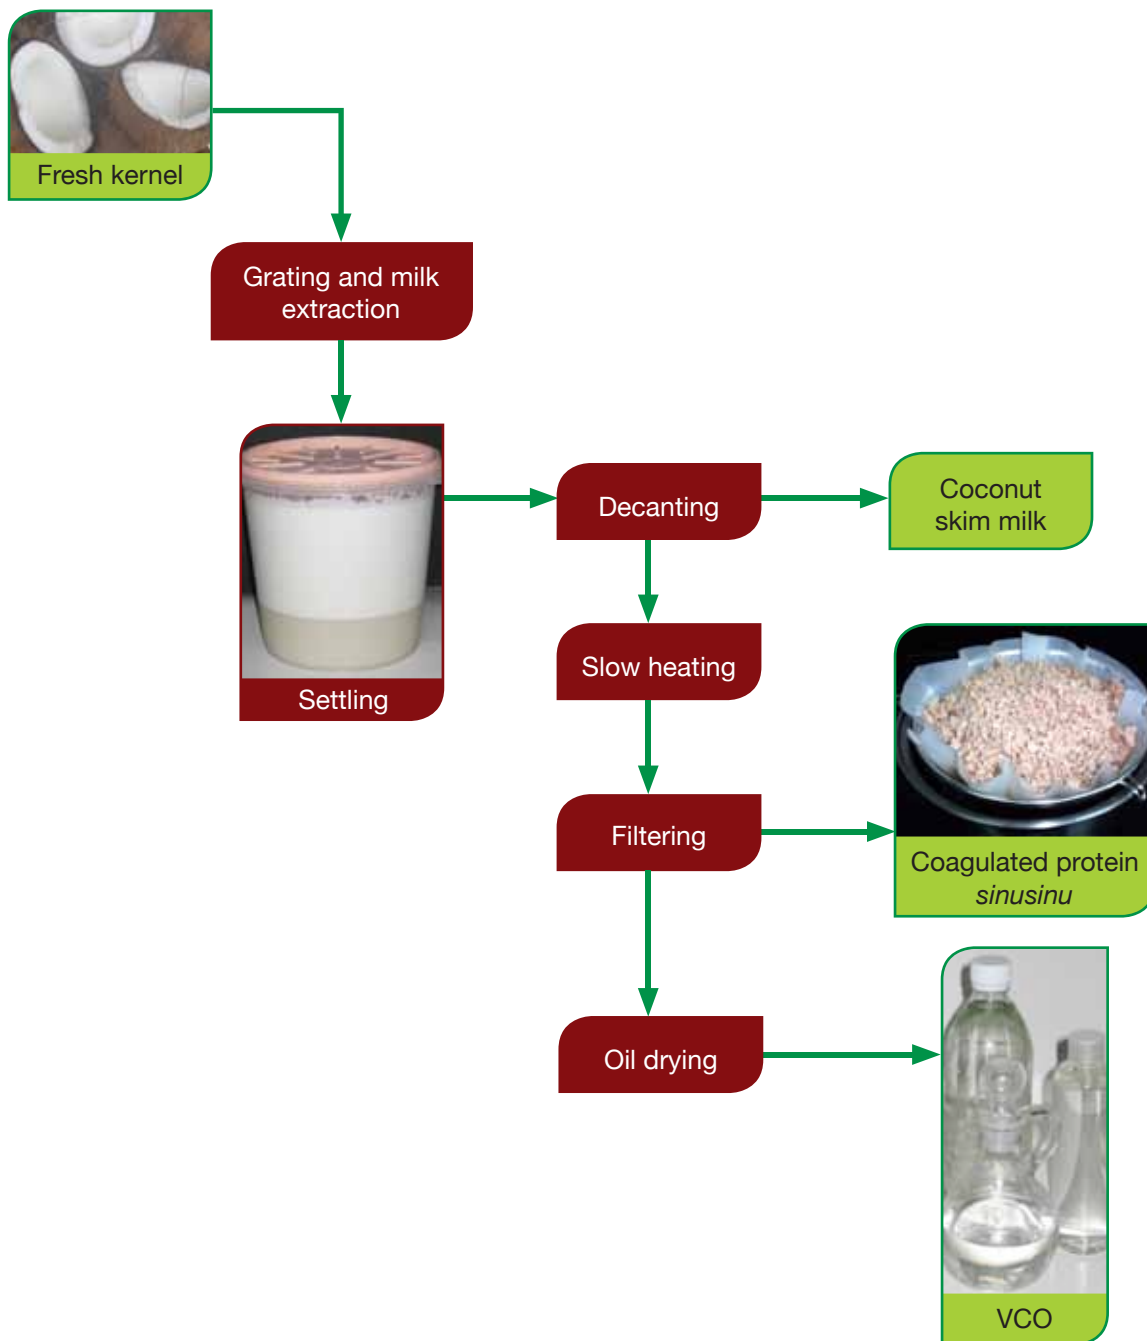 Fresh kernel
Grating and milk
extraction
Settling
Decanting
Coconut
skim milk
Slow heating
Filtering
Coagulated protein
sinusinu
Oil drying
VCO